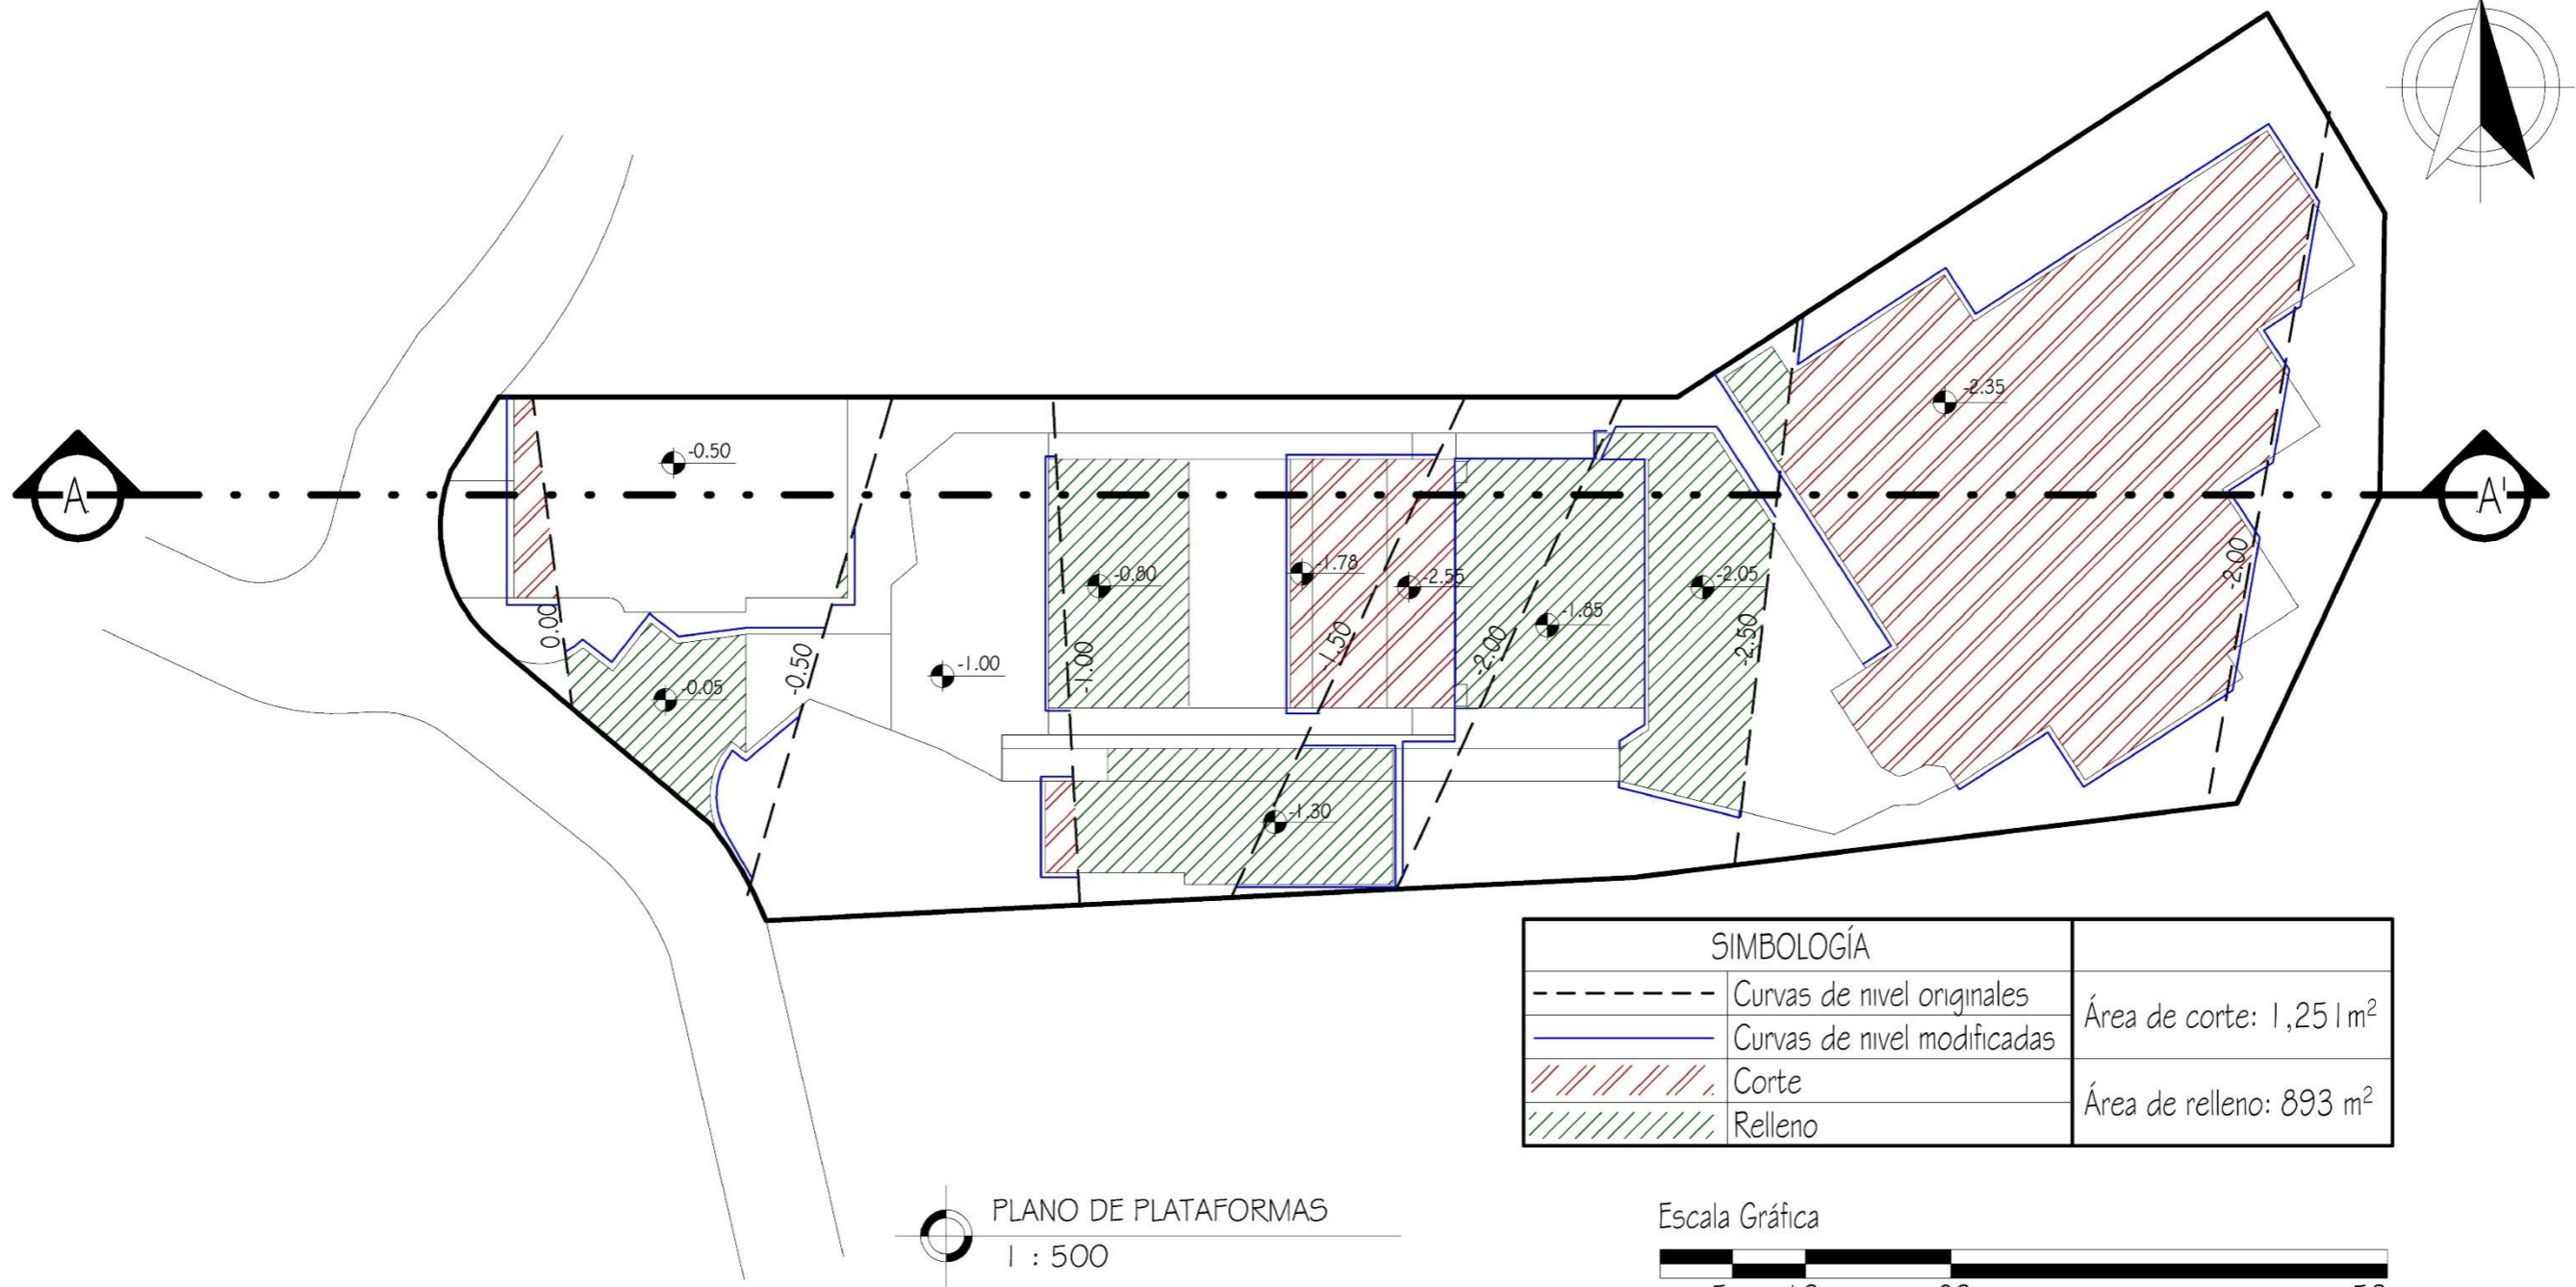 -2.35
-0.50
A
A'
-2.00
-0.80
-1.78
-2.55
-2.05
-1.85
0.00
-0.50
-1.00
-1.00
-1.50
-2.00
-2.50
-0.05
-1.30
SIMBOLOGÍA
Curvas de nivel originales
Curvas de nivel modificadas
Corte
Relleno
Área de corte: 1,251m²
Área de relleno: 893 m²
PLANO DE PLATAFORMAS
1 : 500
Escala Gráfica